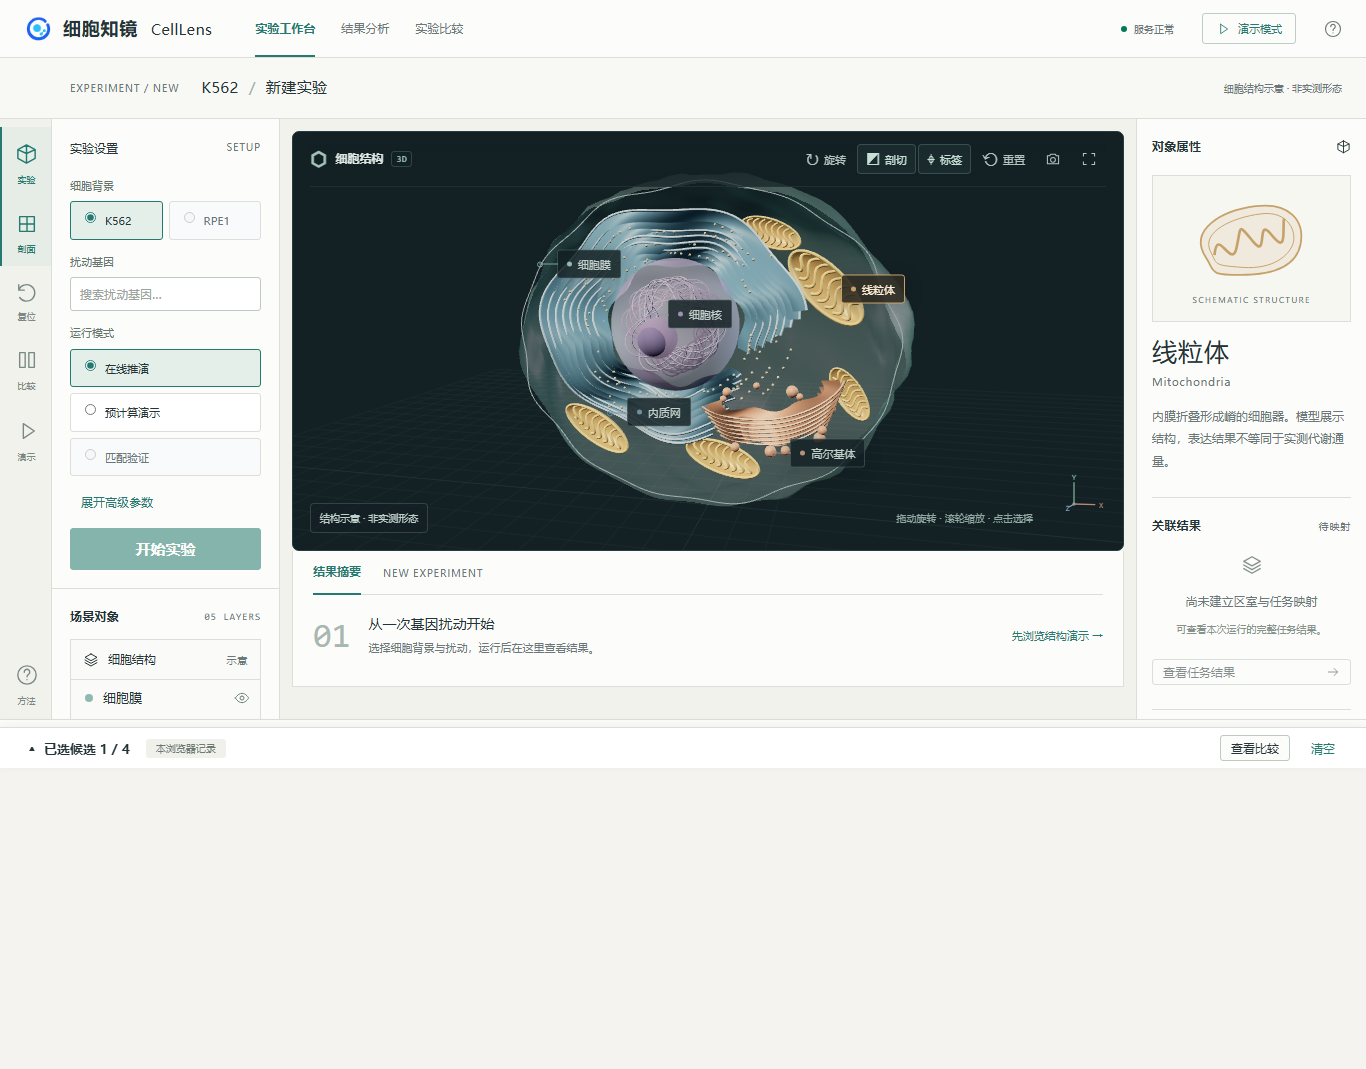 细胞知镜 CellLens 实验工作台 结果分析 实验比较 服务正常 演示模式
EXPERIMENT / NEW K562 / 新建实验 细胞结构示意 · 非实测形态
实验
剖面
复位
比较
演示
方法
实验设置 SETUP
细胞背景
K562 RPE1
扰动基因
搜索扰动基因...
运行模式
在线推演
预计算演示
匹配验证
展开高级参数
开始实验
场景对象 05 LAYERS
细胞结构 示意
细胞膜
细胞结构 3D 旋转 剖切 标签 重置
细胞膜
线粒体
细胞核
内质网
高尔基体
Y
X
Z
结构示意 · 非实测形态 拖动旋转 · 滚轮缩放 · 点击选择
结果摘要 NEW EXPERIMENT
01 从一次基因扰动开始
选择细胞背景与扰动，运行后在这里查看结果。
先浏览结构演示 →
对象属性
SCHEMATIC STRUCTURE
线粒体
Mitochondria
内膜折叠形成嵴的细胞器。模型展示
结构，表达结果不等同于实测代谢通
量。
关联结果 待映射
尚未建立区室与任务映射
可查看本次运行的完整任务结果。
查看任务结果 →
▲ 已选候选 1 / 4 本浏览器记录 查看比较 清空